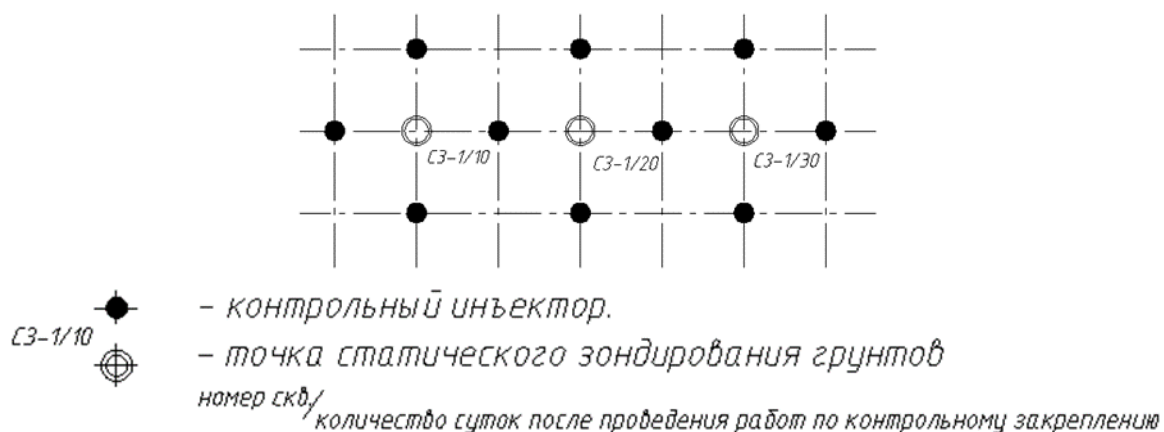 СЗ-1/10
СЗ-1/20
СЗ-1/30
- контрольный инъектор.
СЗ-1/10
- точка статического зондирования грунтов
номер скв./
количество суток после проведения работ по контрольному закреплению